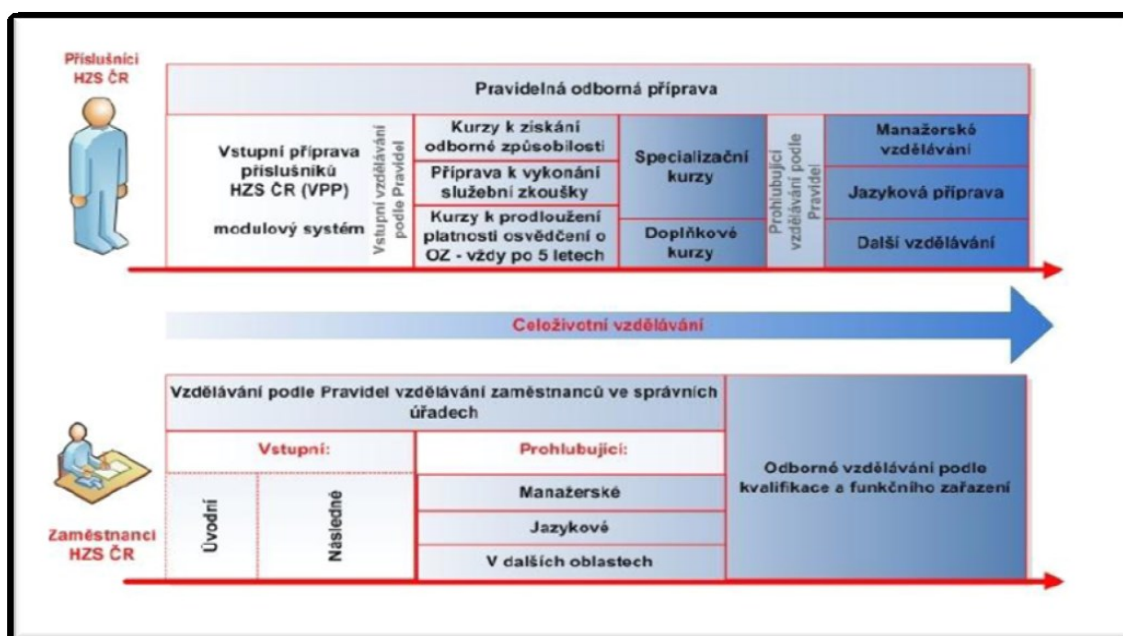 Příslušníci
HZS ČR
Pravidelná odborná příprava
Vstupní příprava
příslušníků
HZS ČR (VPP)
modulový systém
Vstupní vzdělávání
podle Pravidel
Kurzy k získání
odborné způsobilosti
Příprava k vykonání
služební zkoušky
Kurzy k prodloužení
platnosti osvědčení o
OZ - vždy po 5 letech
Specializační
kurzy
Doplňkové
kurzy
Prohlubující
vzdělávání podle
Pravidel
Manažerské
vzdělávání
Jazyková příprava
Další vzdělávání
Celoživotní vzdělávání
Vzdělávání podle Pravidel vzdělávání zaměstnanců ve správních
úřadech
Vstupní:
Prohlubující:
Úvodní
Následné
Manažerské
Jazykové
V dalších oblastech
Odborné vzdělávání podle
kvalifikace a funkčního zařazení
Zaměstnanci
HZS ČR